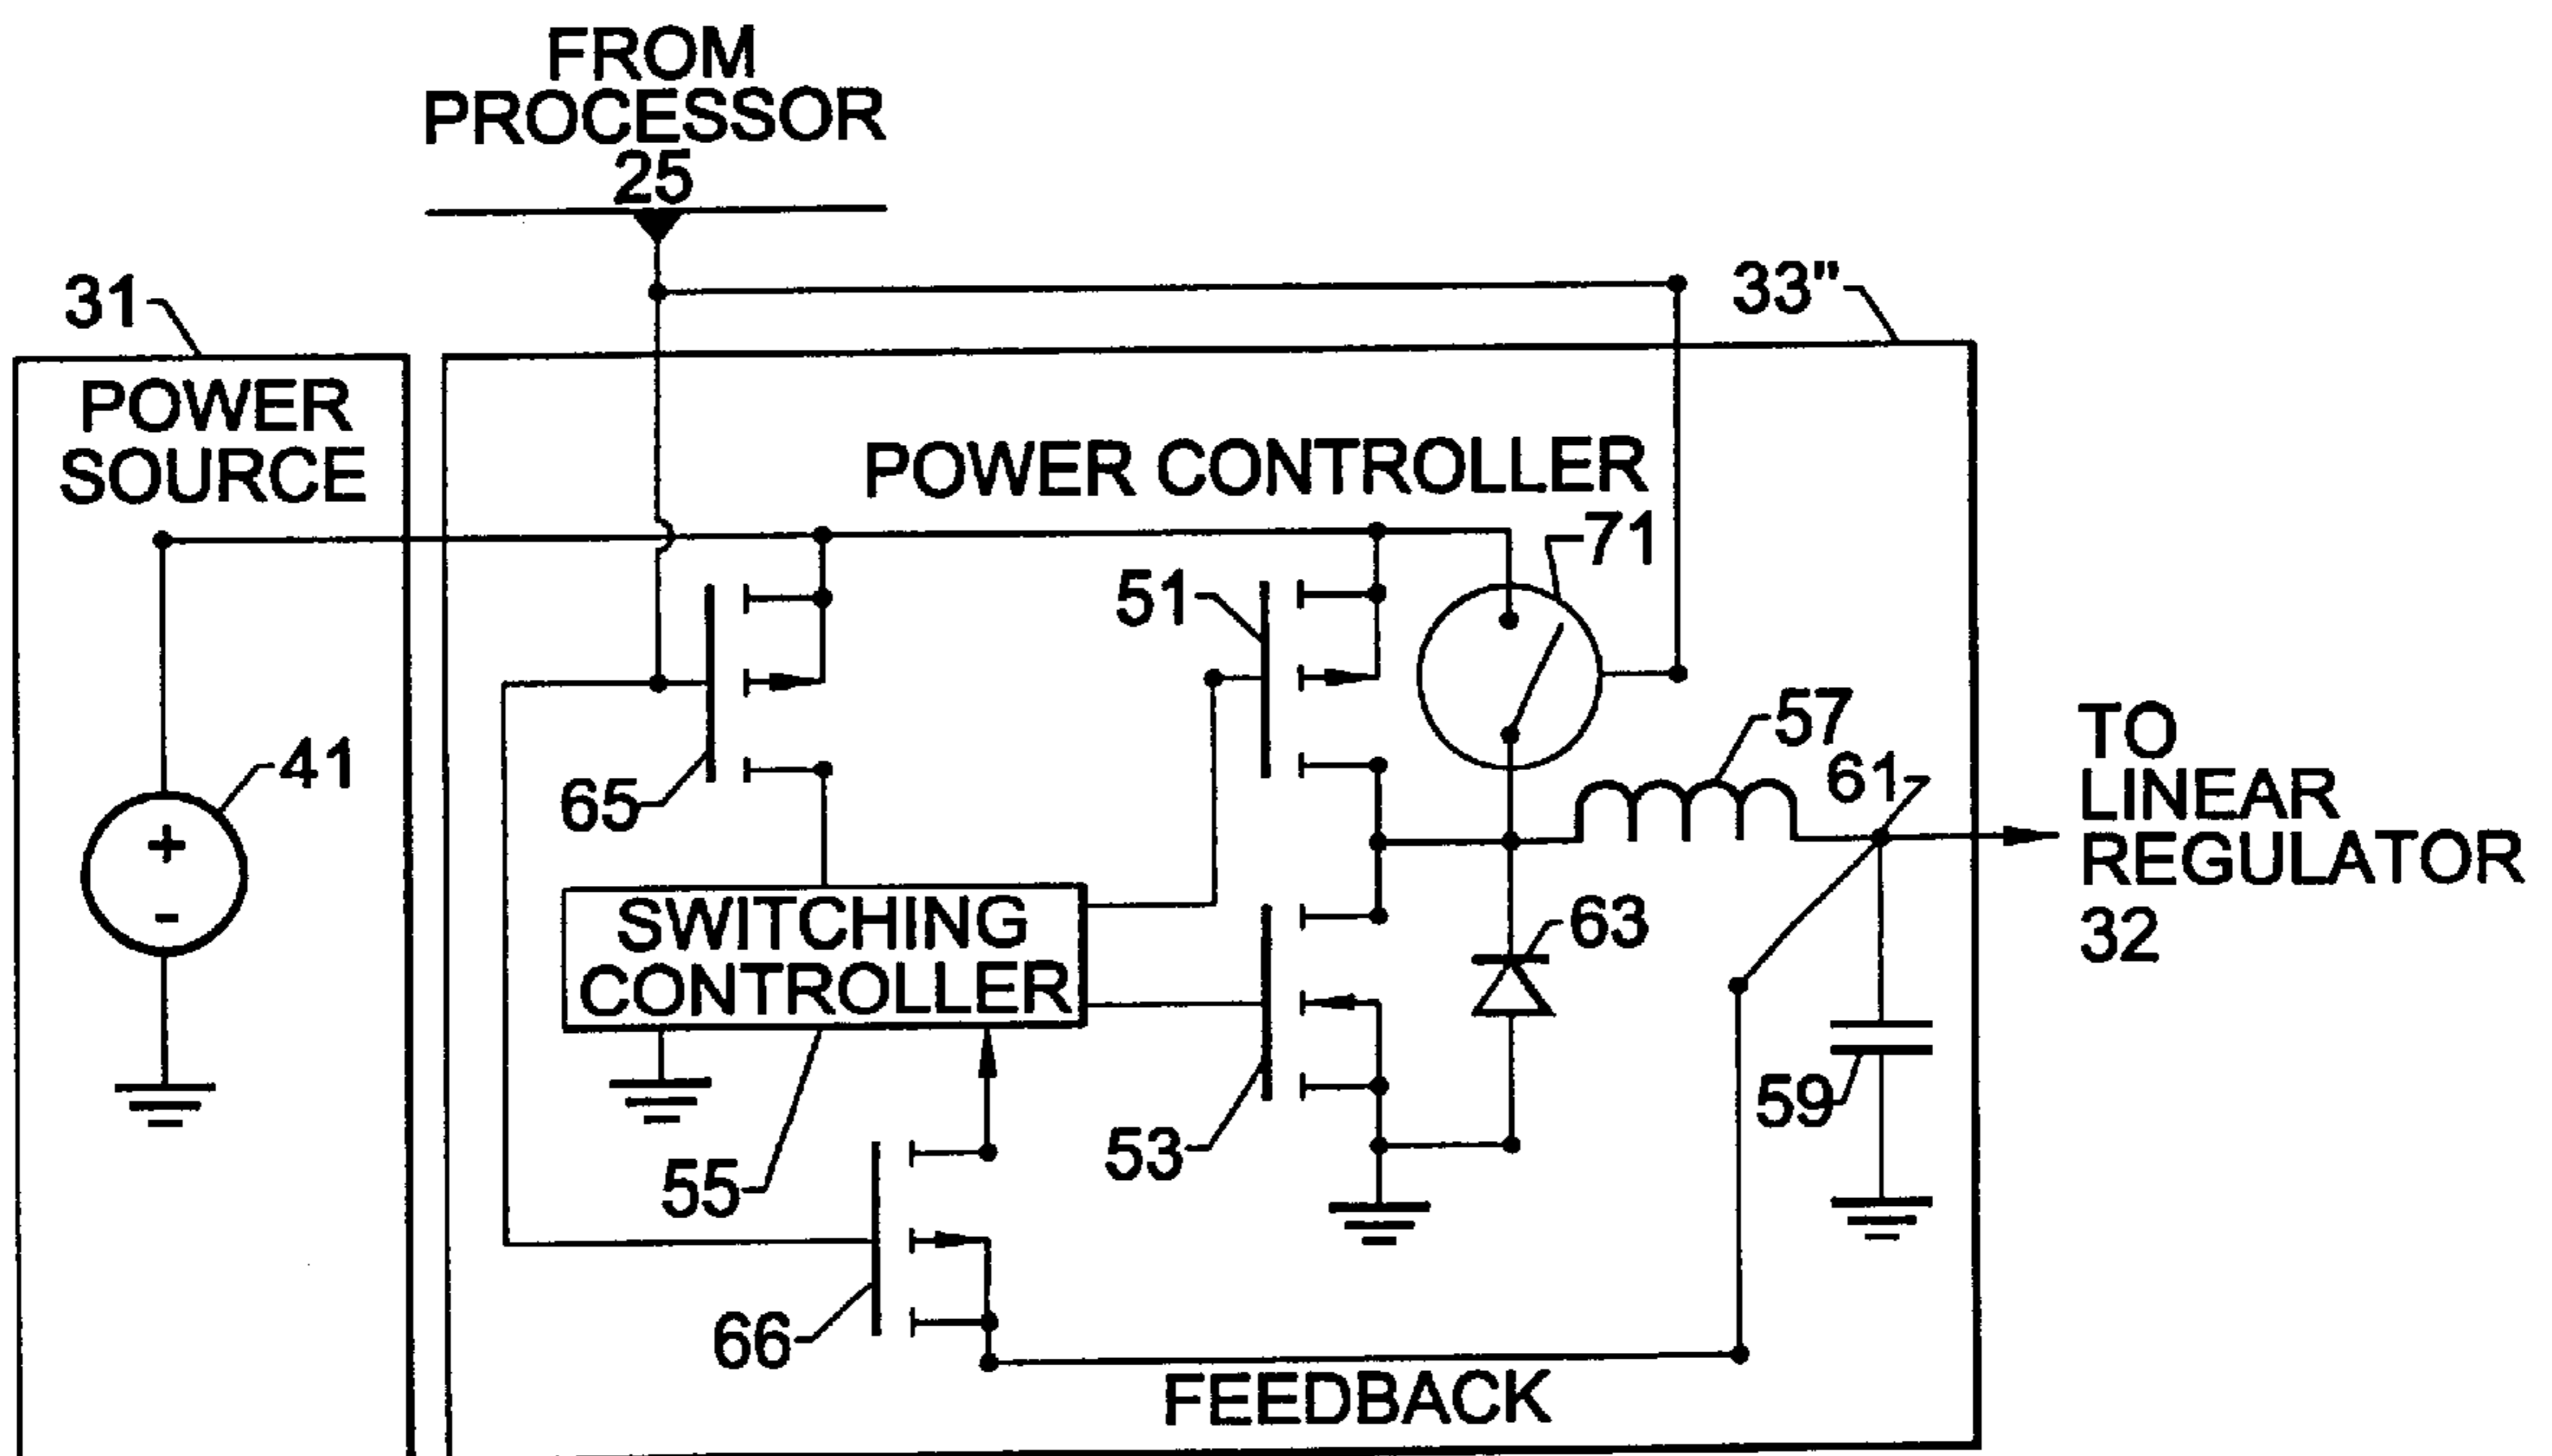 FROM
PROCESSOR
25
31
33"
POWER
SOURCE
POWER CONTROLLER
71
51
57
TO
LINEAR
REGULATOR
32
61
41
+
-
65
SWITCHING
CONTROLLER
63
59
53
55
66
FEEDBACK